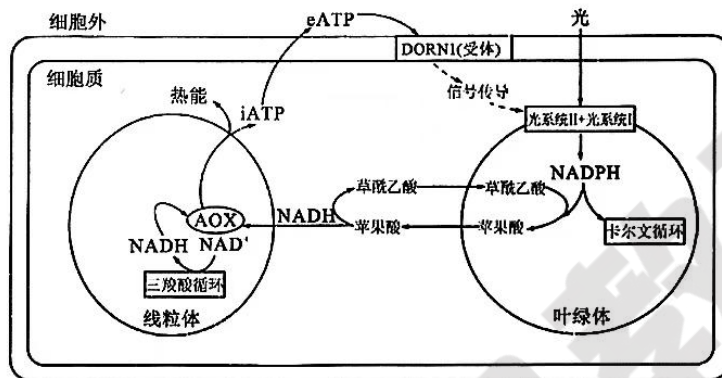 细胞外
eATP
光
DORN1(受体)
细胞质
热能
iATP
信号传导
光系统II+光系统I
草酰乙酸
草酰乙酸
NADPH
AOX
NADH
苹果酸
苹果酸
卡尔文循环
NADH
NAD⁺
三羧酸循环
线粒体
叶绿体